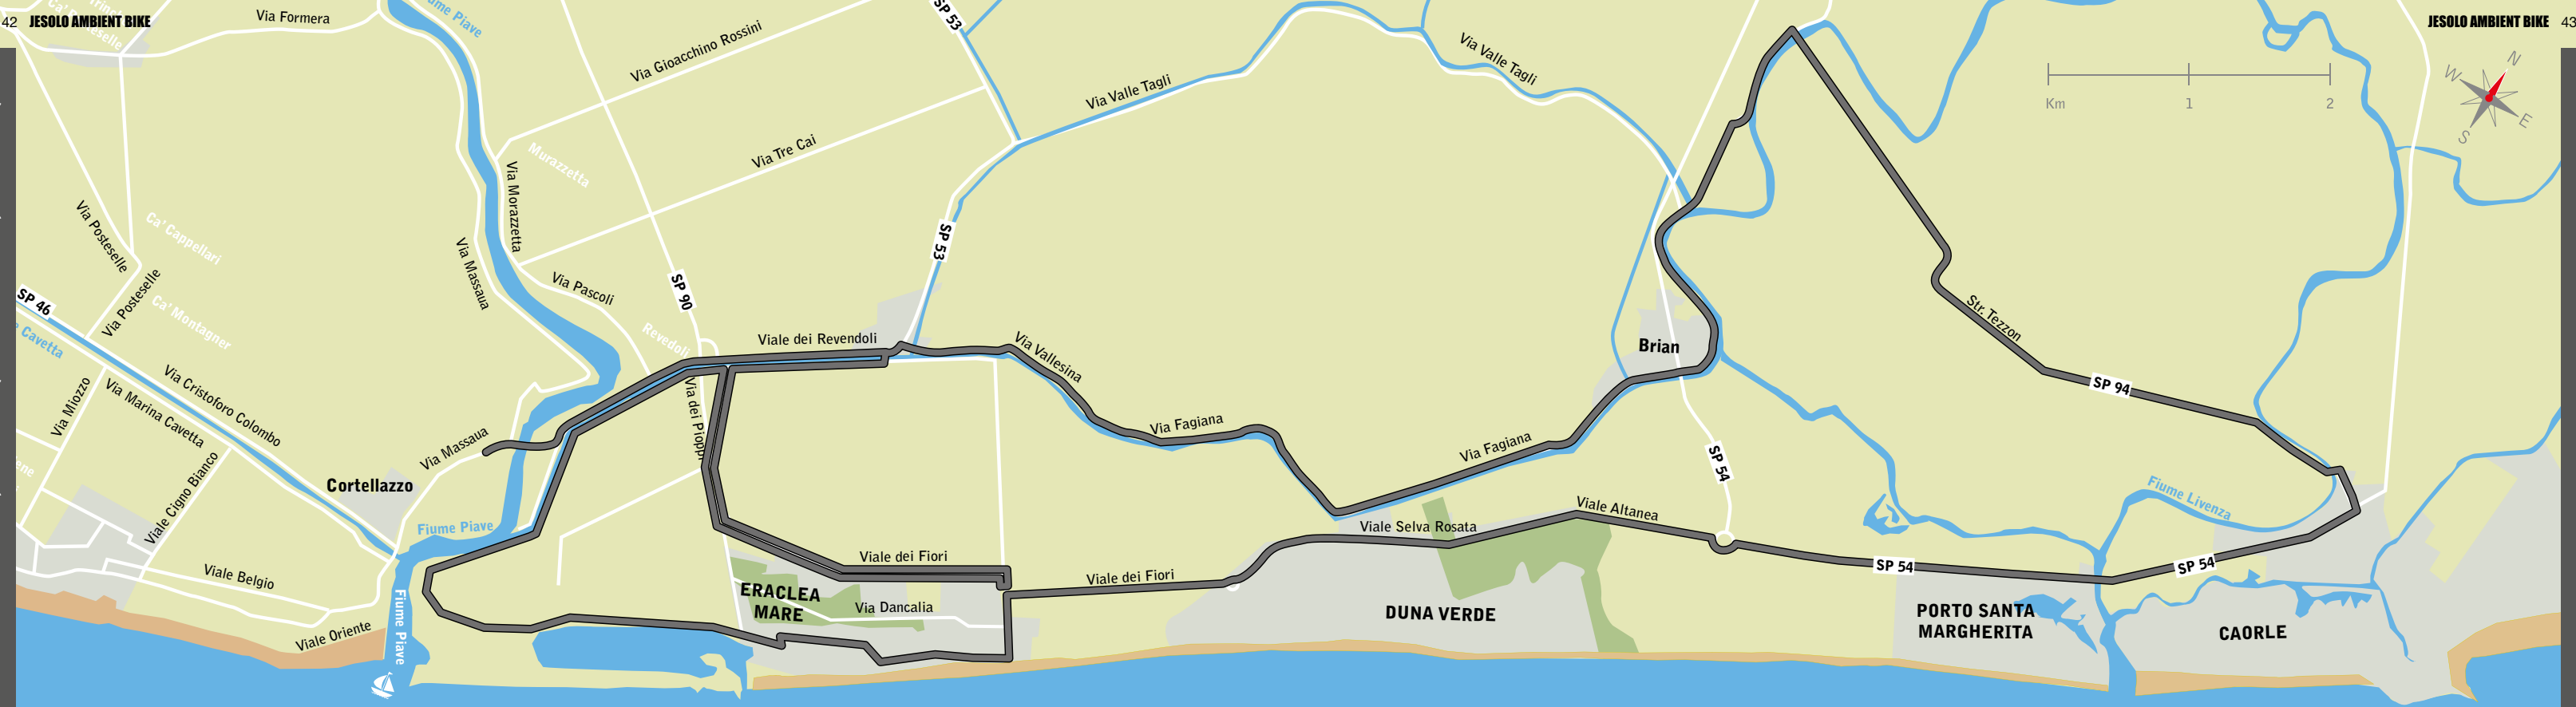 42 JESOLO AMBIENT BIKE
JESOLO AMBIENT BIKE 43
Via Formera
Fiume Piave
SP 53
Via Gioacchino Rossini
Via Valle Tagli
Via Valle Tagli
Km 1 2
N
W
E
S
Murazzetta
Via Tre Cai
Via Morazzetta
Via Posteselle
Ca' Cappellari
Via Massaua
SP 53
Via Pascoli
SP 90
Via Posteselle
SP 46
Ca' Montagner
Cavetta
Revedoli
Viale dei Revendoli
Via Vallesina
Brian
Str. Tezzon
SP 94
Via Miozzo
Via Marina Cavetta
Via Cristoforo Colombo
Via dei Pioppi
Via Fagiana
Via Fagiana
Via Massaua
SP 54
Viale Cigno Bianco
Cortellazzo
Fiume Livenza
Fiume Piave
Viale Selva Rosata
Viale Altanea
Viale dei Fiori
Viale dei Fiori
SP 54
SP 54
Viale Belgio
ERACLEA
MARE
Via Dancalia
DUNA VERDE
PORTO SANTA
MARGHERITA
CAORLE
Fiume Piave
Viale Oriente